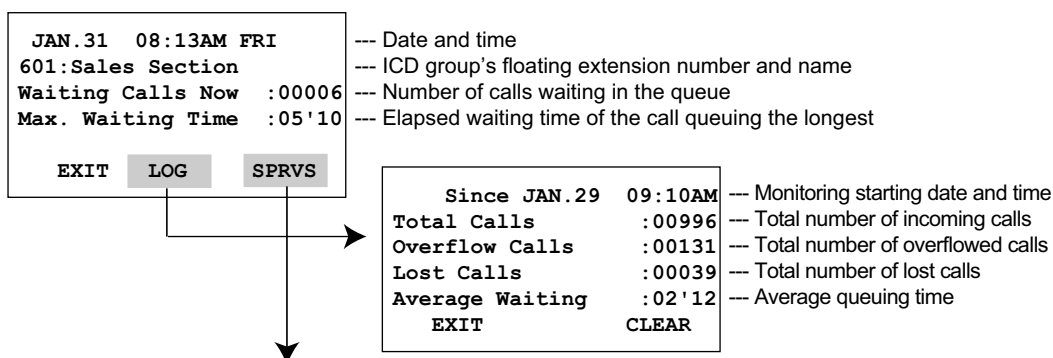 JAN.31 08:13AM FRI --- Date and time
601:Sales Section --- ICD group's floating extension number and name
Waiting Calls Now :00006 --- Number of calls waiting in the queue
Max. Waiting Time :05'10 --- Elapsed waiting time of the call queuing the longest
EXIT LOG SPRVS
Since JAN.29 09:10AM --- Monitoring starting date and time
Total Calls :00996 --- Total number of incoming calls
Overflow Calls :00131 --- Total number of overflowed calls
Lost Calls :00039 --- Total number of lost calls
Average Waiting :02'12 --- Average queuing time
EXIT CLEAR